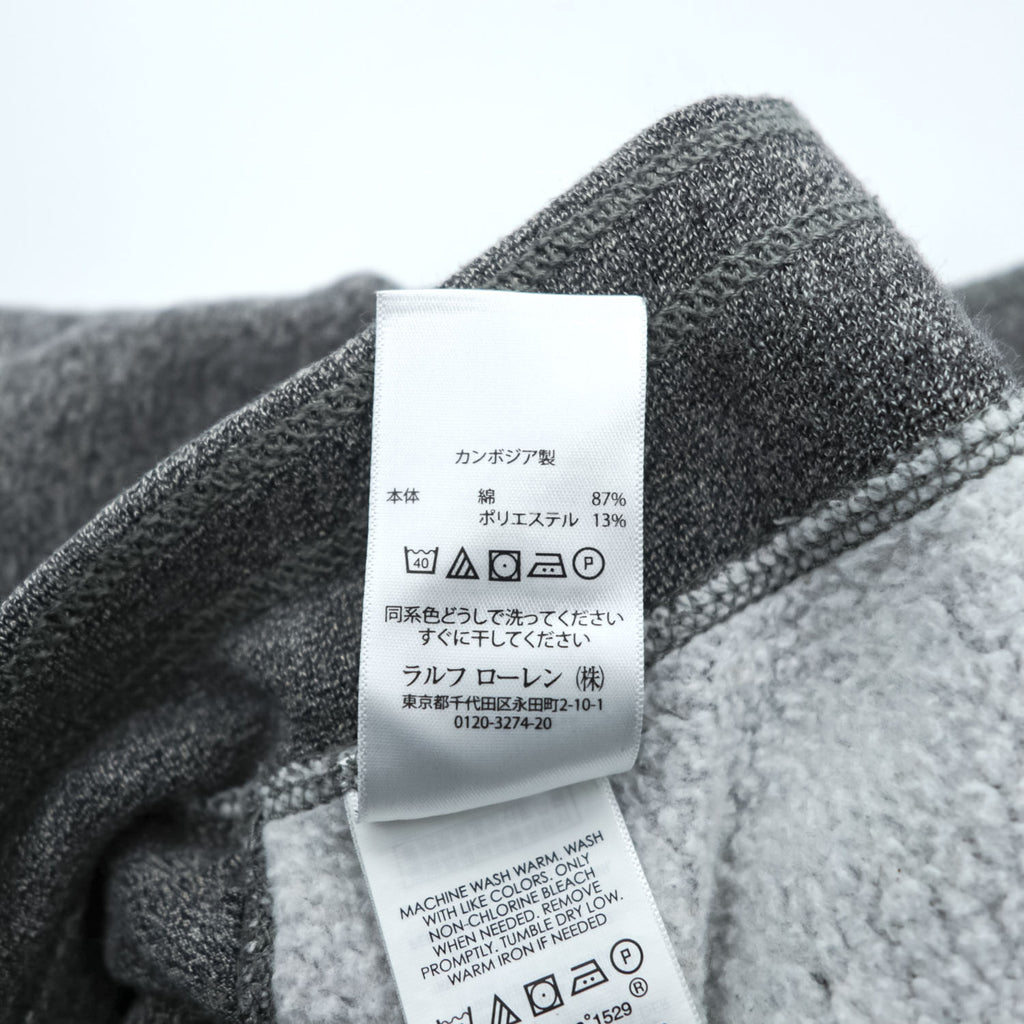 カンボジア製
本体 綿 87%
ポリエステル 13%
40 P
同系色どうしで洗ってください
すぐに干してください
ラルフ ローレン (株)
東京都千代田区永田町2-10-1
0120-3274-20
MACHINE WASH WARM. WASH
WITH LIKE COLORS. ONLY
NON-CHLORINE BLEACH
WHEN NEEDED. REMOVE
PROMPTLY. TUMBLE DRY LOW.
WARM IRON IF NEEDED
P
°1529 ®